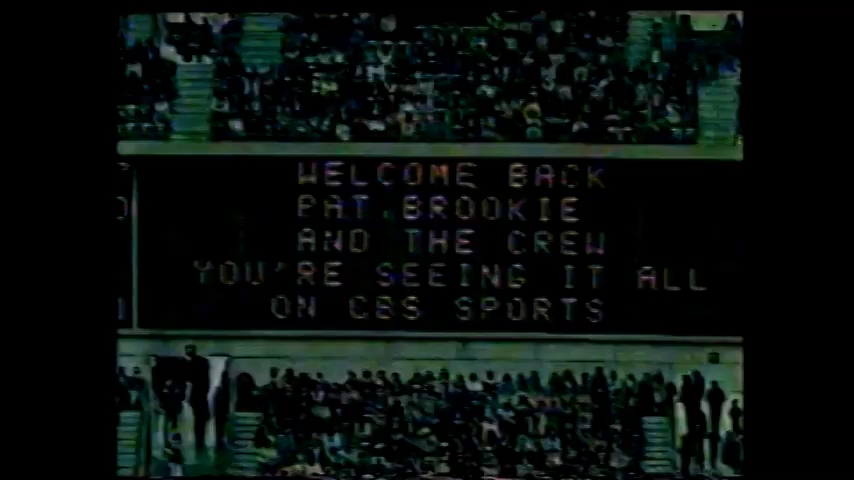 WELCOME BACK
PAT BROOKIE
AND THE CREW
YOU'RE SEEING IT ALL
ON CBS SPORTS